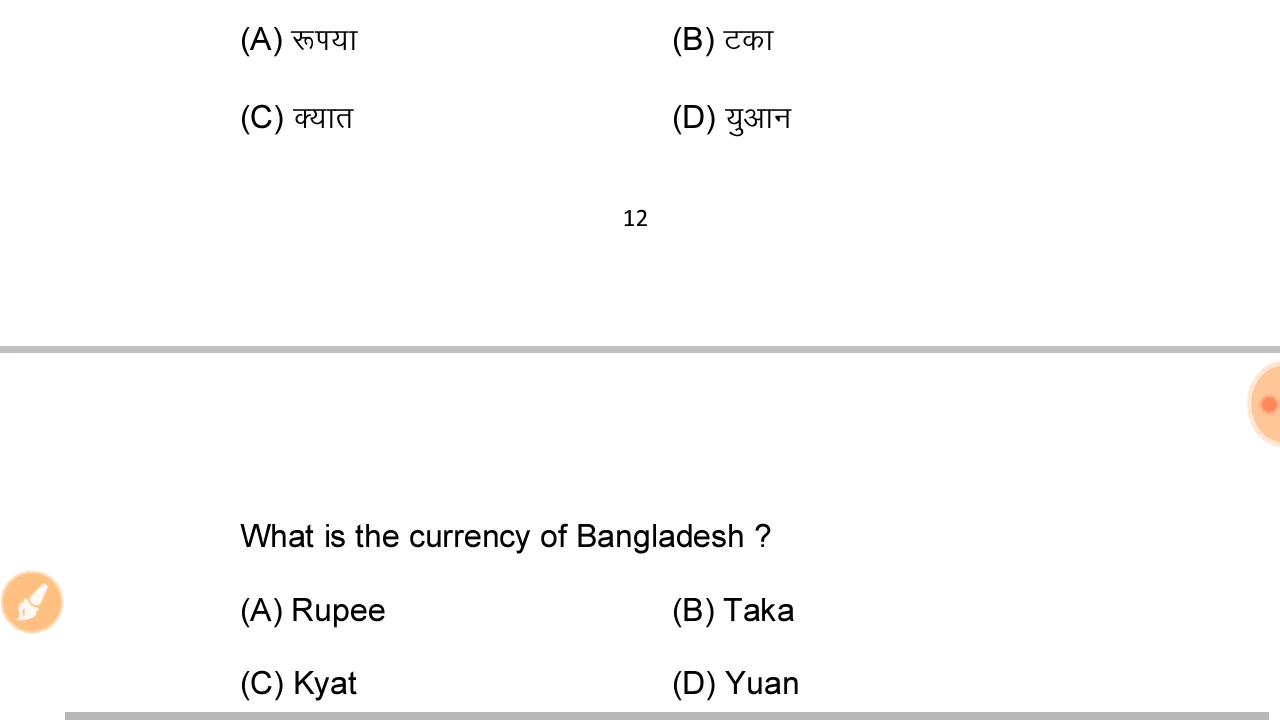 (A) रूपया (B) टका
(C) क्यात (D) युआन
12
What is the currency of Bangladesh ?
(A) Rupee (B) Taka
(C) Kyat (D) Yuan